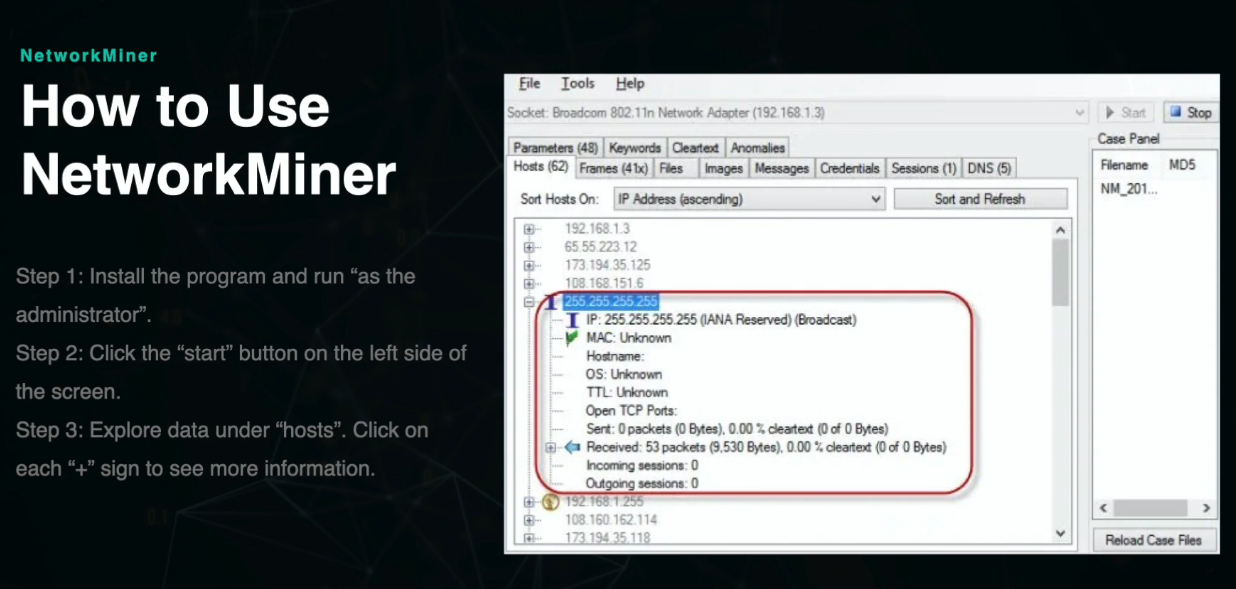 NetworkMiner
How to Use
NetworkMiner
Step 1: Install the program and run “as the
administrator”.
Step 2: Click the “start” button on the left side of
the screen.
Step 3: Explore data under “hosts”. Click on
each “+” sign to see more information.
File Tools Help
Socket: Broadcom 802.11n Network Adapter (192.168.1.3)
Start Stop
Parameters (48) Keywords Cleartext Anomalies
Hosts (62) Frames (41x) Files Images Messages Credentials Sessions (1) DNS (5)
Sort Hosts On: IP Address (ascending) Sort and Refresh
192.168.1.3
65.55.223.12
173.194.35.125
108.168.151.6
255.255.255.255
IP: 255.255.255.255 (IANA Reserved) (Broadcast)
MAC: Unknown
Hostname:
OS: Unknown
TTL: Unknown
Open TCP Ports:
Sent: 0 packets (0 Bytes), 0.00 % cleartext (0 of 0 Bytes)
Received: 53 packets (9,530 Bytes), 0.00 % cleartext (0 of 0 Bytes)
Incoming sessions: 0
Outgoing sessions: 0
192.168.1.255
108.160.162.114
173.194.35.118
Case Panel
Filename MD5
NM_201...
Reload Case Files
0.1